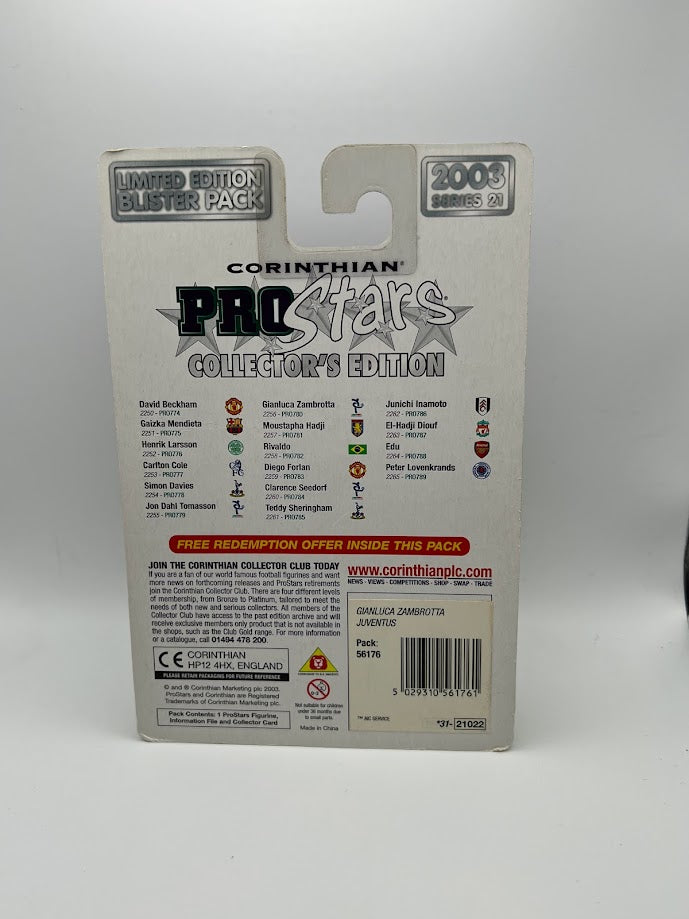 LIMITED EDITION
BLISTER PACK
2003
SERIES 21
CORINTHIAN®
PROStars®
COLLECTOR'S EDITION
David Beckham
2250 - PRO774
Gaizka Mendieta
2251 - PRO775
Henrik Larsson
2252 - PRO776
Carlton Cole
2253 - PRO777
Simon Davies
2254 - PRO778
Jon Dahl Tomasson
2255 - PRO779
Gianluca Zambrotta
2256 - PRO780
Moustapha Hadji
2257 - PRO781
Rivaldo
2258 - PRO782
Diego Forlan
2259 - PRO783
Clarence Seedorf
2260 - PRO784
Teddy Sheringham
2261 - PRO785
Junichi Inamoto
2262 - PRO786
El-Hadji Diouf
2263 - PRO787
Edu
2264 - PRO788
Peter Lovenkrands
2265 - PRO789
FREE REDEMPTION OFFER INSIDE THIS PACK
JOIN THE CORINTHIAN COLLECTOR CLUB TODAY
If you are a fan of our world famous football figurines and want
more news on forthcoming releases and ProStars retirements
join the Corinthian Collector Club. There are four different levels
of membership, from Bronze to Platinum, tailored to meet the
needs of both new and serious collectors. All members of the
Collector Club have access to the past edition archive and will
receive exclusive members only product that is not available in
the shops, such as the Club Gold range. For more information
or a catalogue, call 01494 478 200.
CE CORINTHIAN
HP12 4HX, ENGLAND
PLEASE RETAIN PACKAGING FOR FUTURE REFERENCE
© and ® Corinthian Marketing plc 2003.
ProStars and Corinthian are Registered
Trademarks of Corinthian Marketing plc.
Pack Contents: 1 ProStars Figurine,
Information File and Collector Card
Not suitable for children
under 36 months due
to small parts
Made in China
www.corinthianplc.com
NEWS - VIEWS - COMPETITIONS - SHOP - SWAP - TRADE
GIANLUCA ZAMBROTTA
JUVENTUS
Pack:
56176
5 029310 561761
*31- 21022